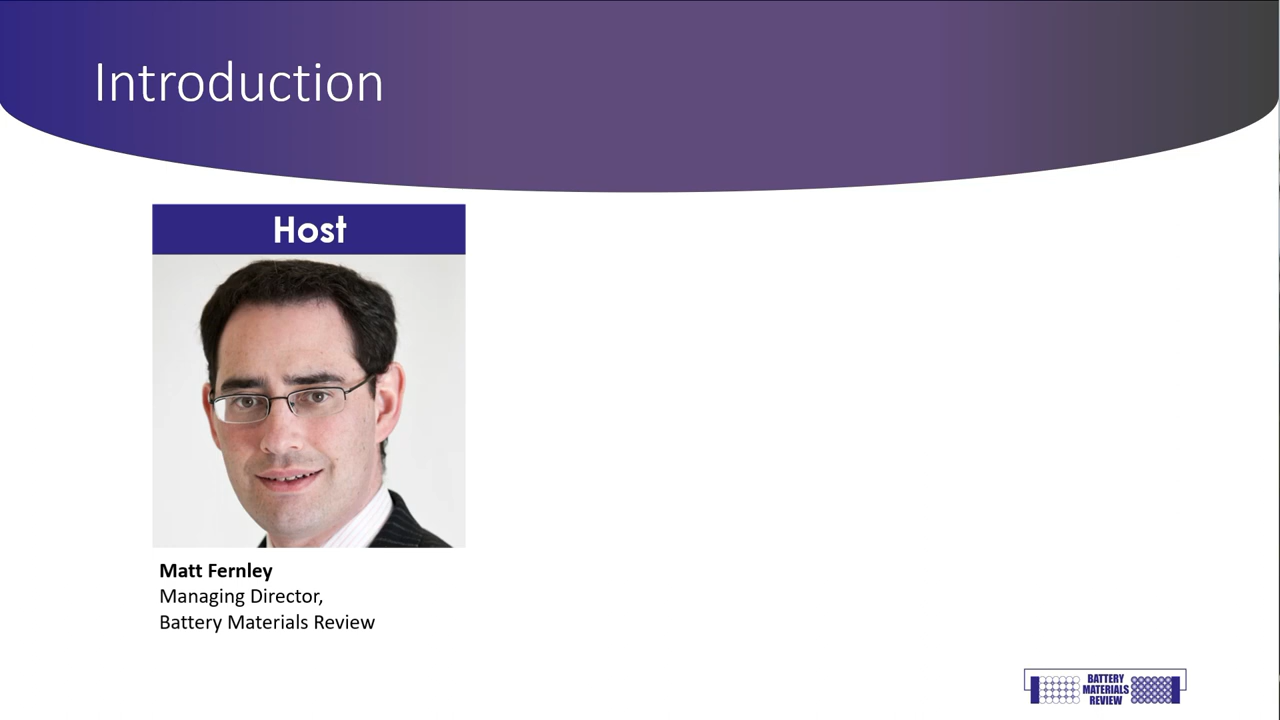 Introduction
Host
Matt Fernley
Managing Director,
Battery Materials Review
BATTERY
MATERIALS
REVIEW